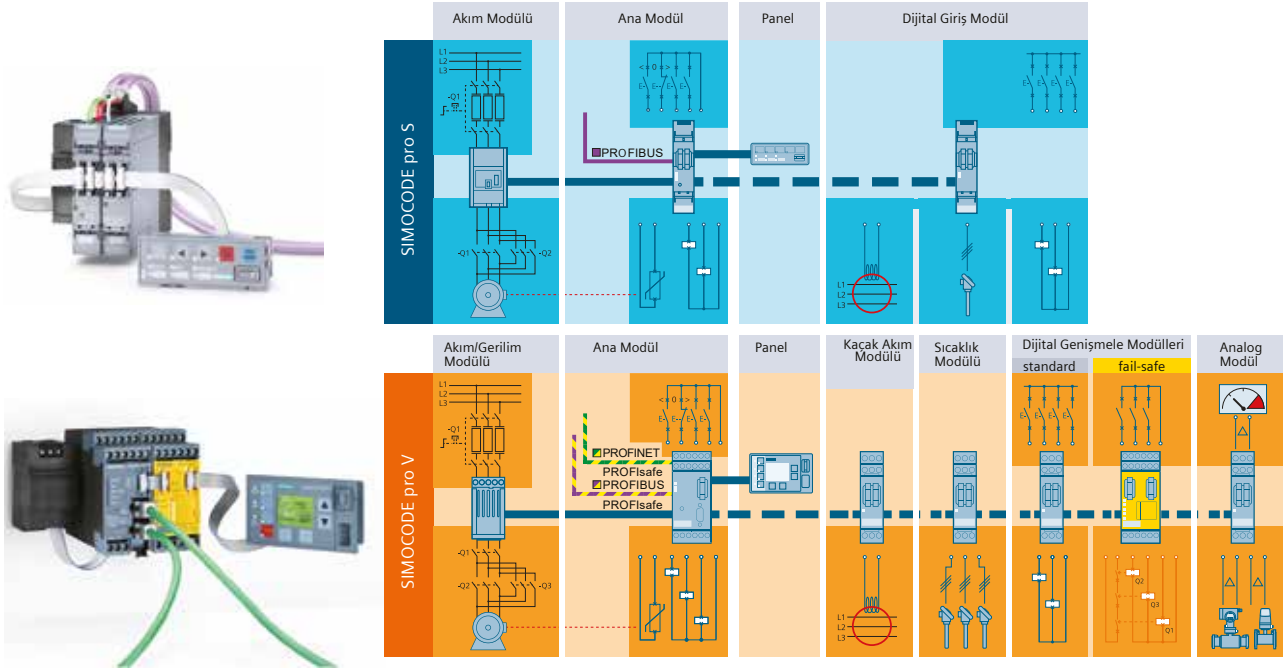 Akım Modülü
Ana Modül
Panel
Dijital Giriş Modül
SIMOCODE pro S
L1
L2
L3
-Q1
< 0 >
E-
E--
E-
E-
E-
E-
E-
E-
PROFIBUS
-Q1
-Q2
L1
L2
L3
Akım/Gerilim
Modülü
Ana Modül
Panel
Kaçak Akım
Modülü
Sıcaklık
Modülü
Dijital Genişmele Modülleri
standard
fail-safe
Analog
Modül
SIMOCODE pro V
L1
L2
L3
-Q1
< 0 >
E-
E--
E-
E-
E-
E-
E-
E-
PROFINET
PROFIsafe
PROFIBUS
PROFIsafe
-Q1
-Q2
-Q3
L1
L2
L3
Q2
Q3
Q1